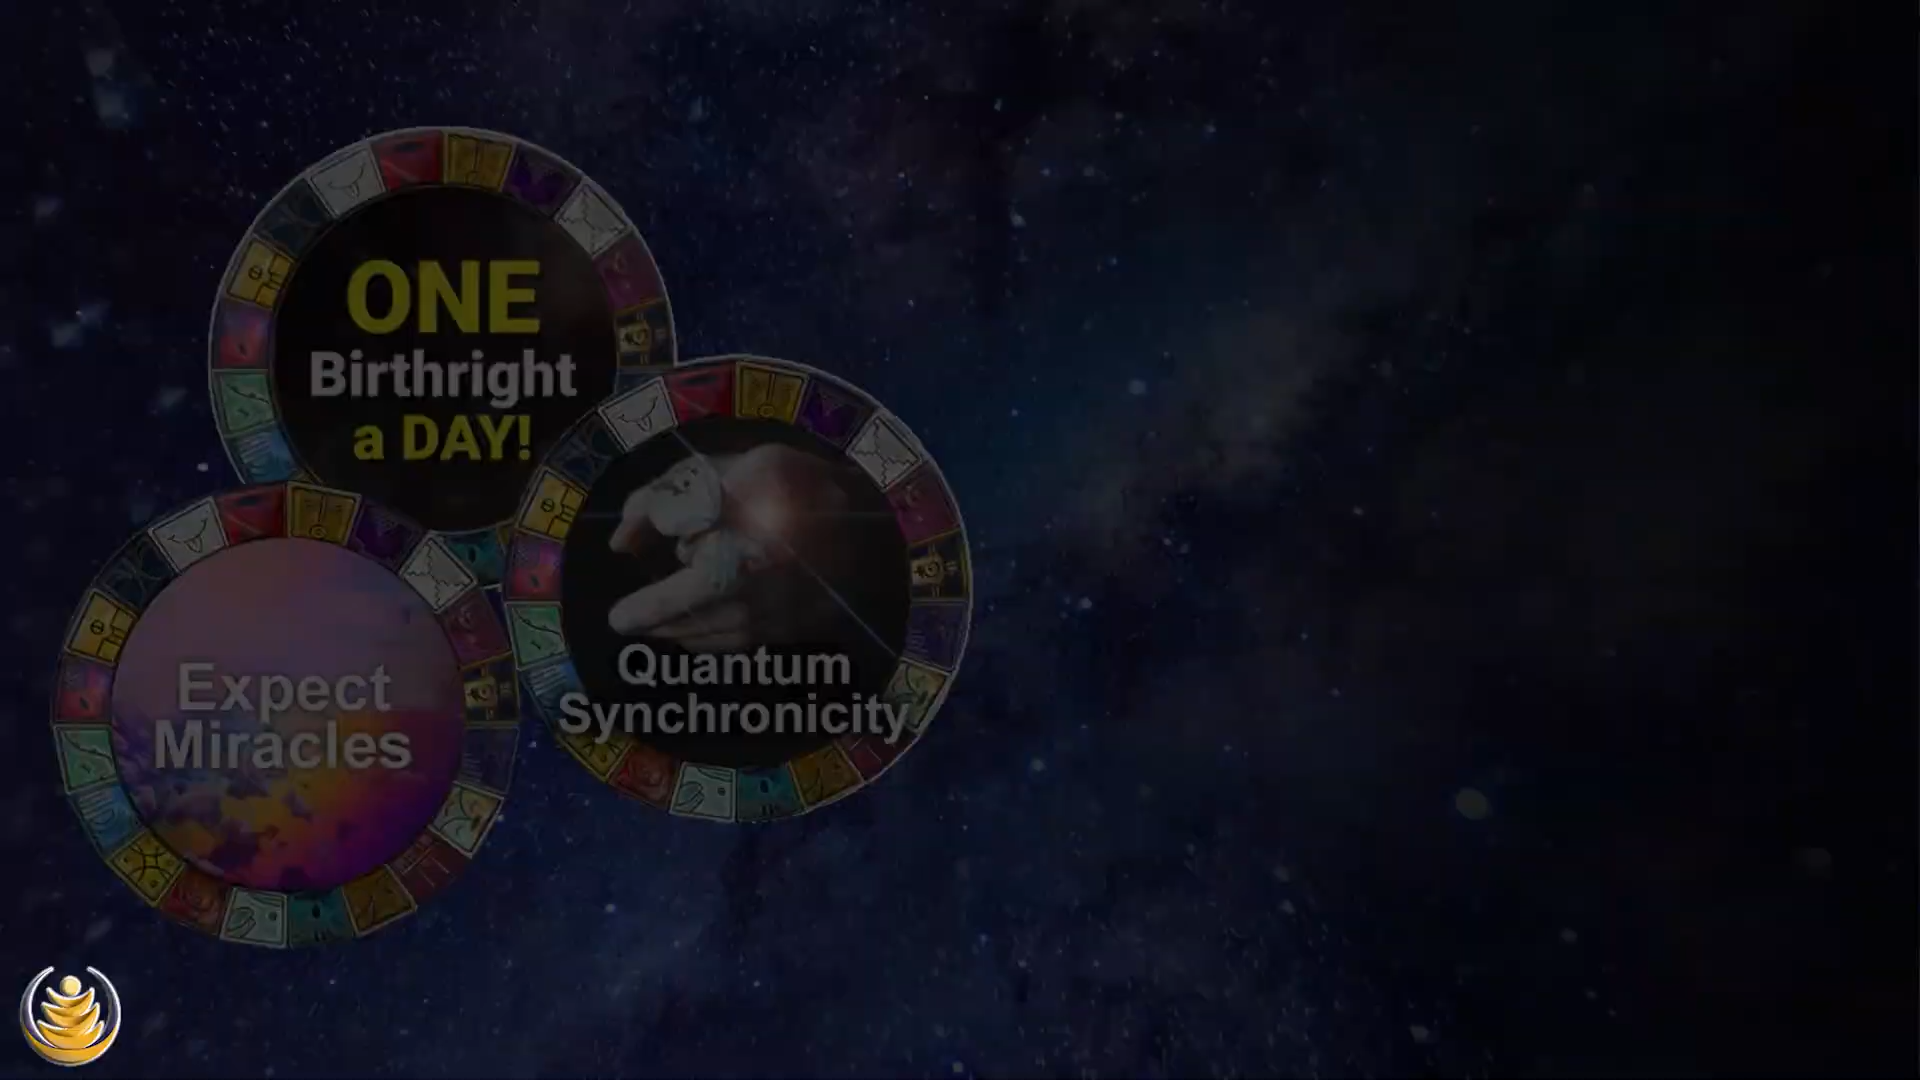 ONE
Birthright
a DAY!
Quantum
Synchronicity
Expect
Miracles